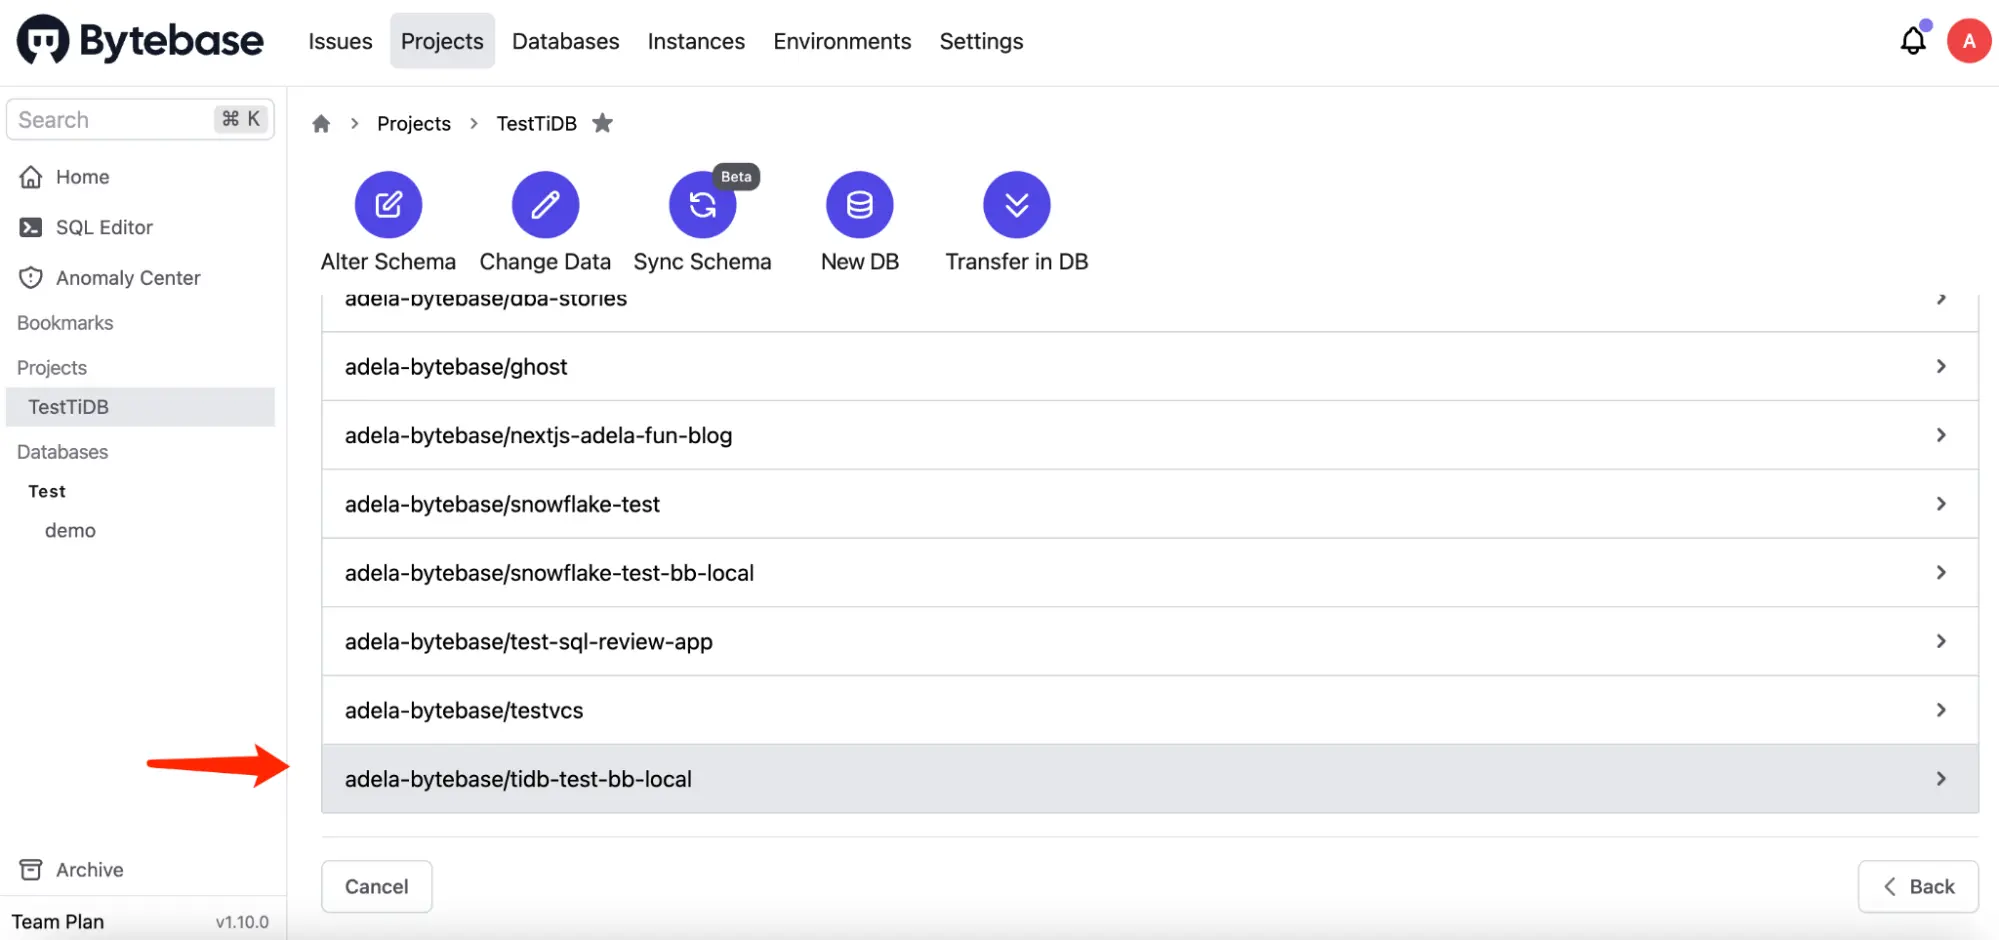 Bytebase
Issues
Projects
Databases
Instances
Environments
Settings
A
Search
⌘ K
Home
SQL Editor
Anomaly Center
Bookmarks
Projects
TestTiDB
Databases
Test
demo
Archive
Team Plan
v1.10.0
Projects
TestTiDB
Beta
Alter Schema
Change Data
Sync Schema
New DB
Transfer in DB
adela-bytebase/dba-stories
adela-bytebase/ghost
adela-bytebase/nextjs-adela-fun-blog
adela-bytebase/snowflake-test
adela-bytebase/snowflake-test-bb-local
adela-bytebase/test-sql-review-app
adela-bytebase/testvcs
adela-bytebase/tidb-test-bb-local
Cancel
Back